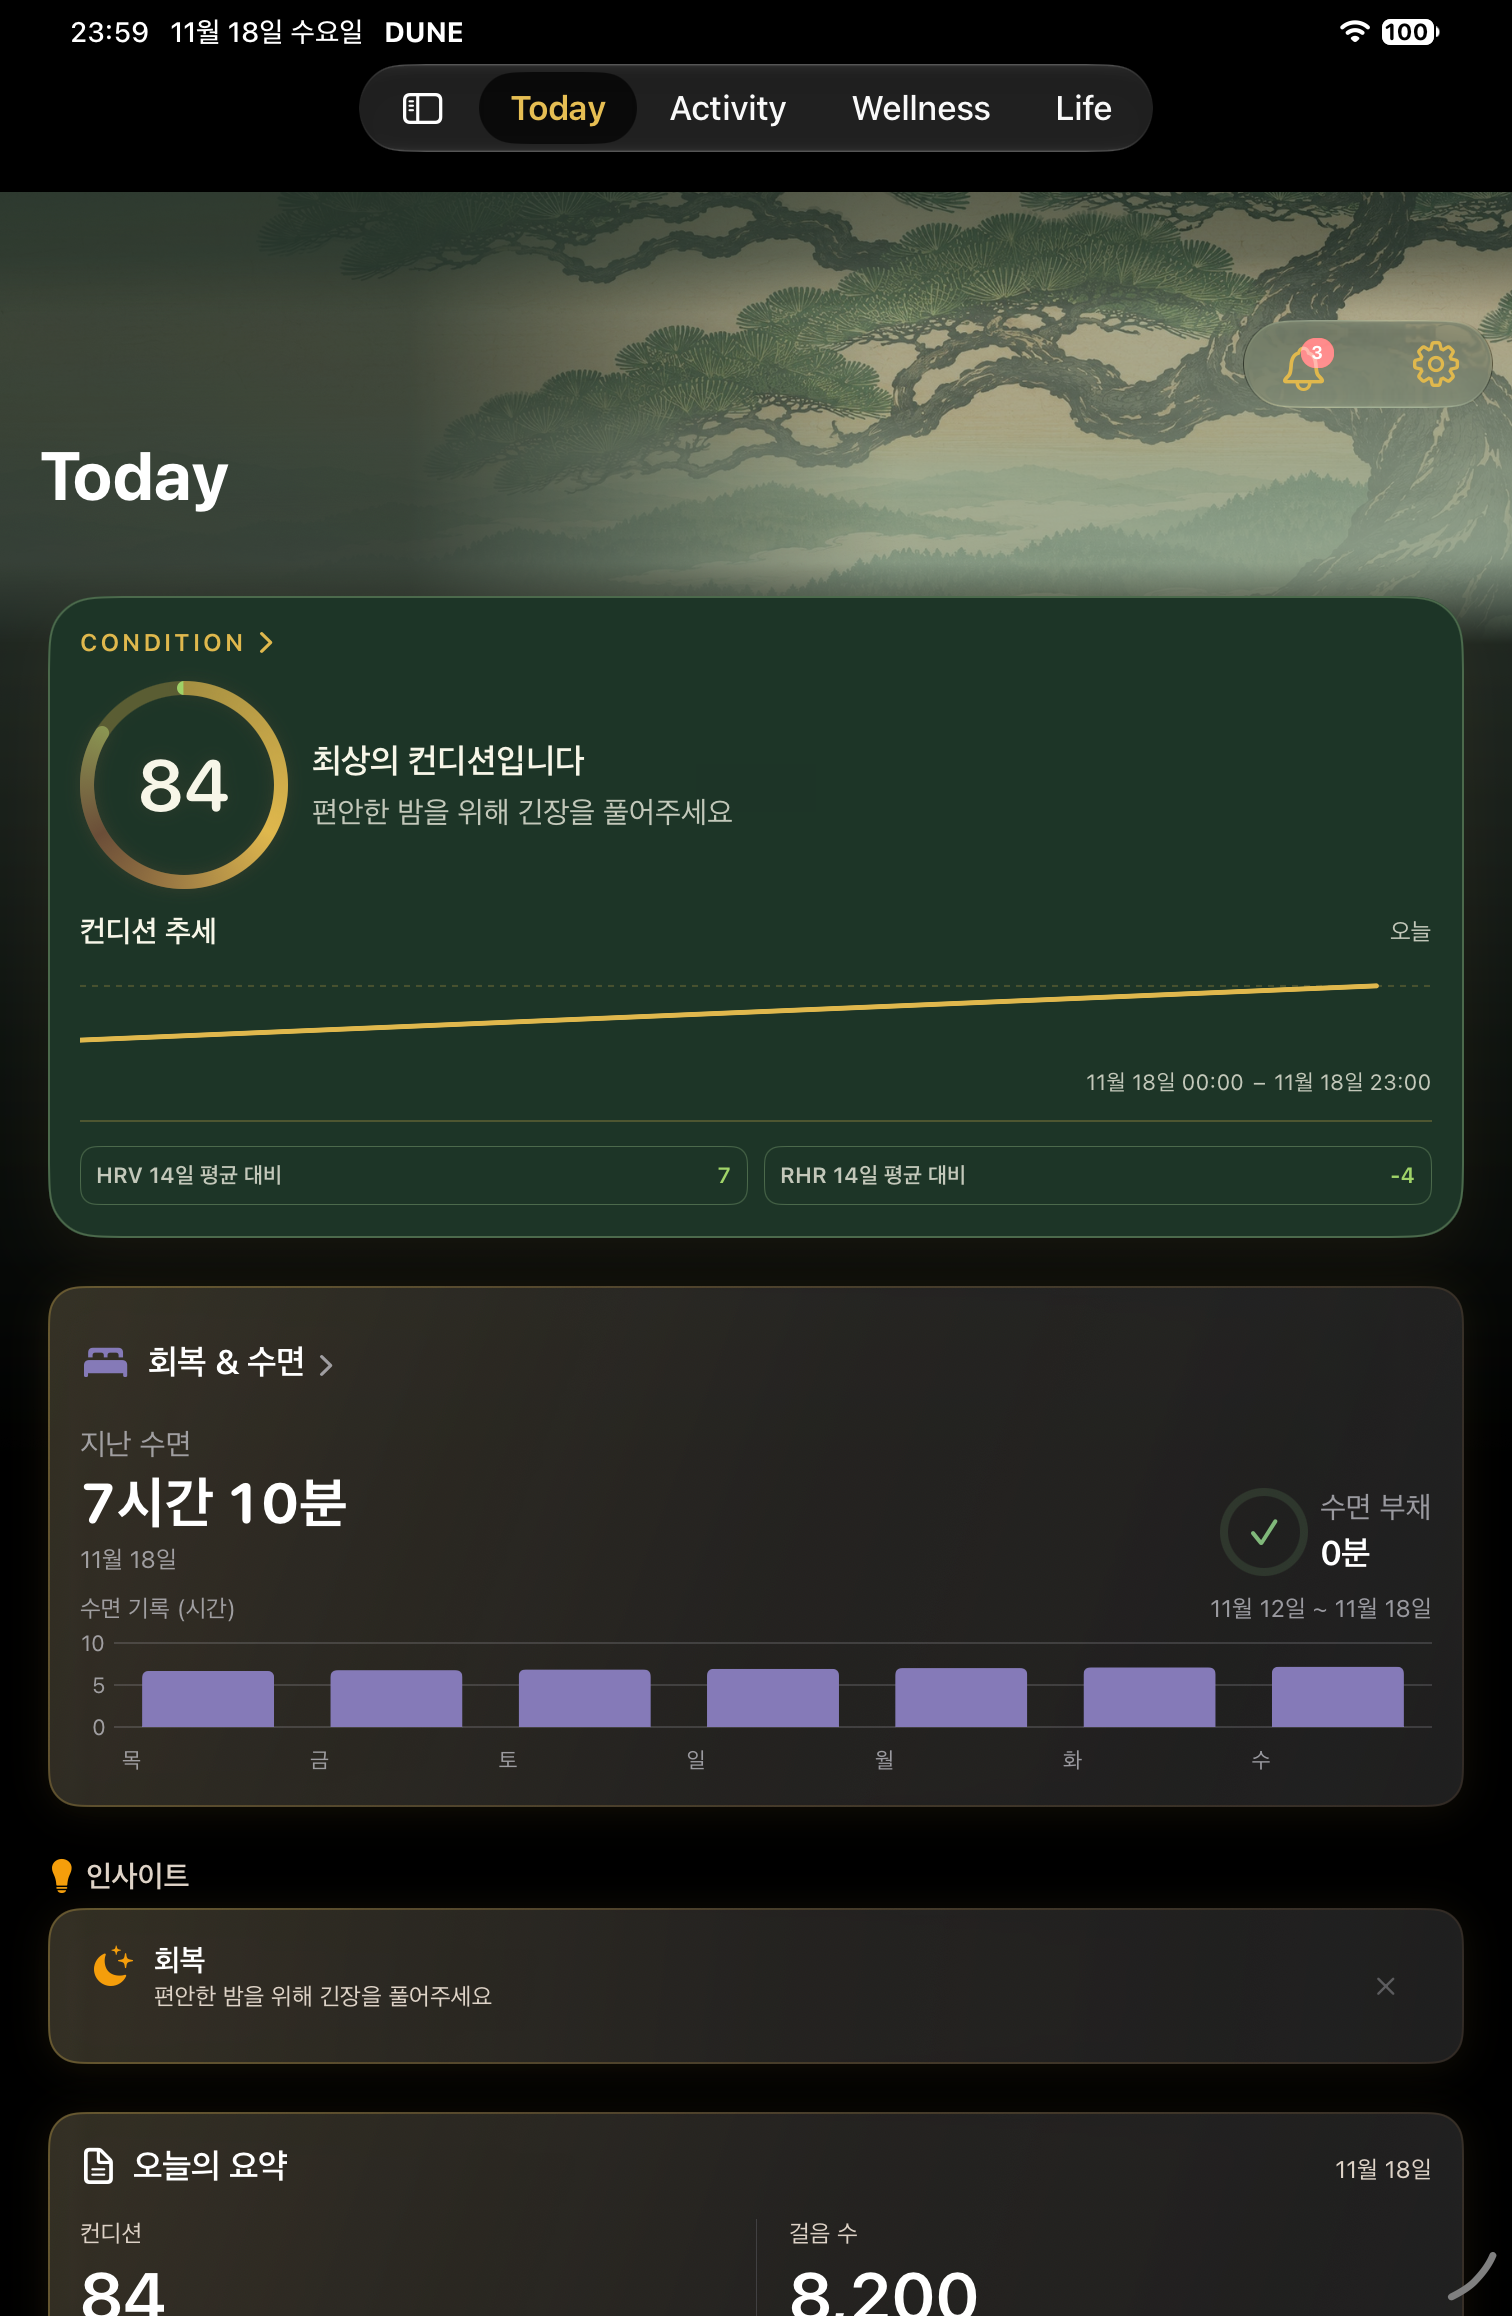 23:59 11월 18일 수요일 DUNE
100
Today Activity Wellness Life
3
Today
CONDITION
84
최상의 컨디션입니다
편안한 밤을 위해 긴장을 풀어주세요
컨디션 추세
오늘
11월 18일 00:00 – 11월 18일 23:00
HRV 14일 평균 대비 7
RHR 14일 평균 대비 -4
회복 & 수면
지난 수면
7시간 10분
11월 18일
수면 부채
0분
수면 기록 (시간)
11월 12일 ~ 11월 18일
10
5
0
목 금 토 일 월 화 수
인사이트
회복
편안한 밤을 위해 긴장을 풀어주세요
오늘의 요약
11월 18일
컨디션
84
걸음 수
8,200